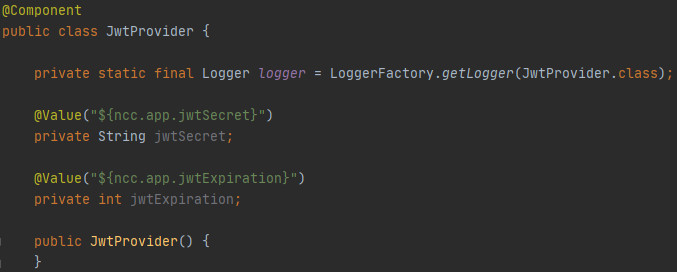 @Component
public class JwtProvider {
private static final Logger logger = LoggerFactory.getLogger(JwtProvider.class);
@Value("${ncc.app.jwtSecret}")
private String jwtSecret;
@Value("${ncc.app.jwtExpiration}")
private int jwtExpiration;
public JwtProvider() {
}